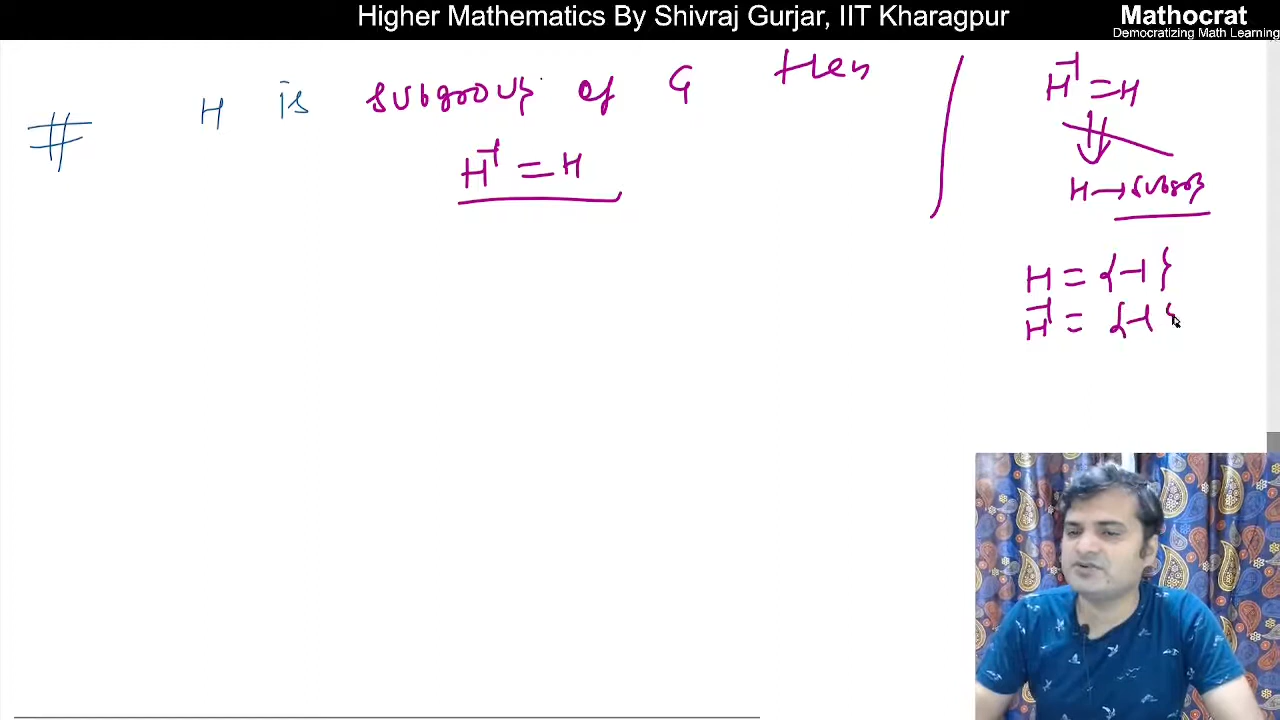 Higher Mathematics By Shivraj Gurjar, IIT Kharagpur
Mathocrat
Democratizing Math Learning
# H is subgroup of G then
H⁻¹ = H
H⁻¹ = H
⇓
H → subgrp
H = {-1}
H⁻¹ = {-1}